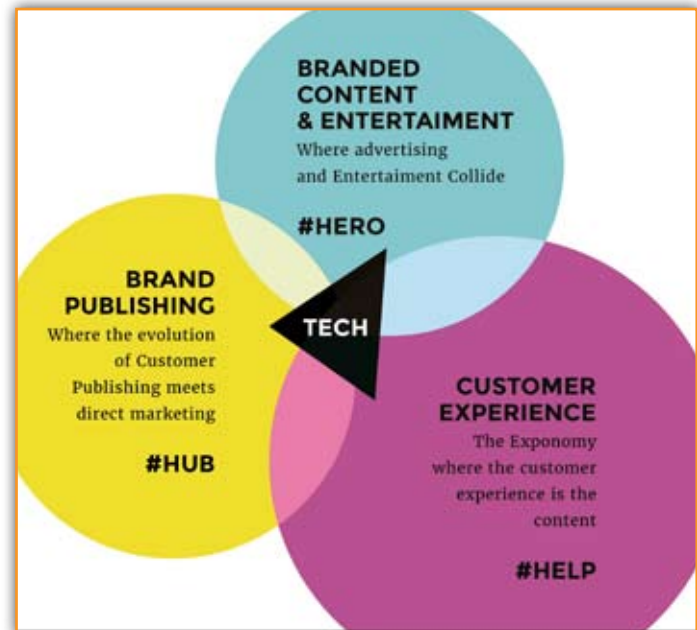 BRANDED
CONTENT
& ENTERTAIMENT
Where advertising
and Entertaiment Collide
#HERO
BRAND
PUBLISHING
Where the evolution
of Customer
Publishing meets
direct marketing
#HUB
TECH
CUSTOMER
EXPERIENCE
The Exponomy
where the customer
experience is the
content
#HELP